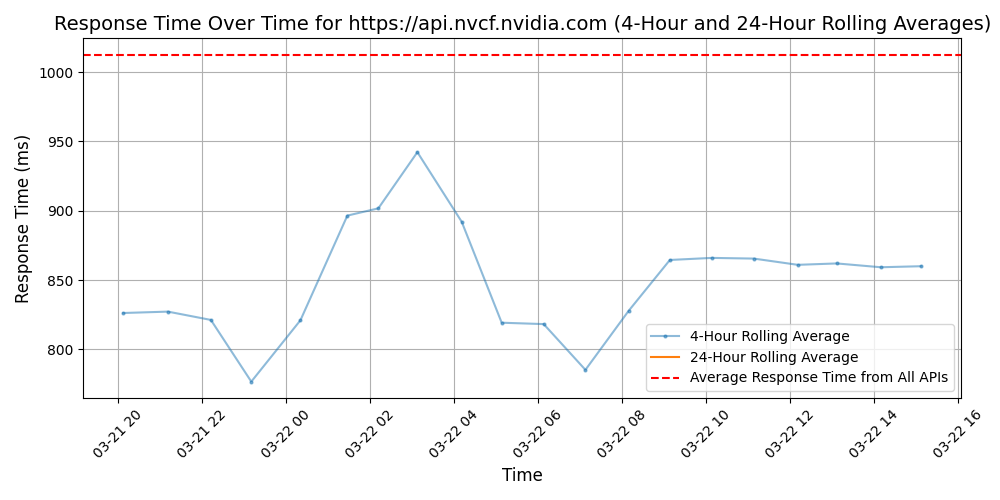 Response Time Over Time for https://api.nvcf.nvidia.com (4-Hour and 24-Hour Rolling Averages)
Response Time (ms)
1000
950
900
850
800
4-Hour Rolling Average
24-Hour Rolling Average
Average Response Time from All APIs
03-21 20
03-21 22
03-22 00
03-22 02
03-22 04
03-22 06
03-22 08
03-22 10
03-22 12
03-22 14
03-22 16
Time